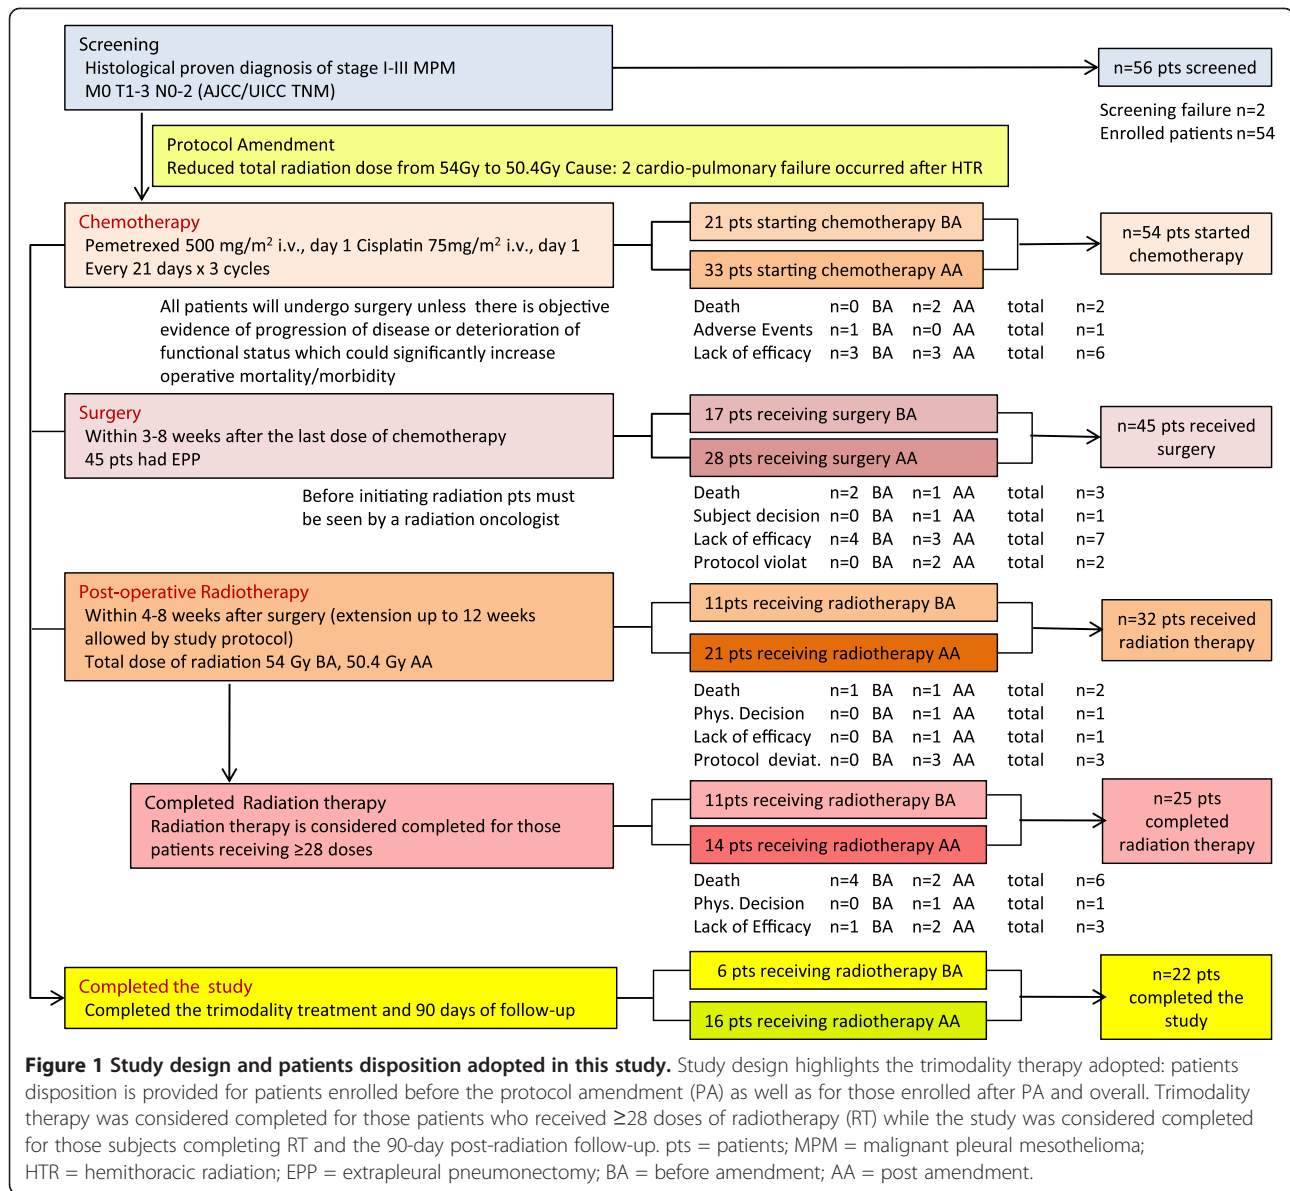 Screening
Histological proven diagnosis of stage I-III MPM
M0 T1-3 N0-2 (AJCC/UICC TNM)
n=56 pts screened
Screening failure n=2
Enrolled patients n=54
Protocol Amendment
Reduced total radiation dose from 54Gy to 50.4Gy Cause: 2 cardio-pulmonary failure occurred after HTR
Chemotherapy
Pemetrexed 500 mg/m² i.v., day 1 Cisplatin 75mg/m² i.v., day 1
Every 21 days x 3 cycles
21 pts starting chemotherapy BA
33 pts starting chemotherapy AA
n=54 pts started
chemotherapy
All patients will undergo surgery unless there is objective
evidence of progression of disease or deterioration of
functional status which could significantly increase
operative mortality/morbidity
Death n=0 BA n=2 AA total n=2
Adverse Events n=1 BA n=0 AA total n=1
Lack of efficacy n=3 BA n=3 AA total n=6
Surgery
Within 3-8 weeks after the last dose of chemotherapy
45 pts had EPP
17 pts receiving surgery BA
28 pts receiving surgery AA
n=45 pts received
surgery
Before initiating radiation pts must
be seen by a radiation oncologist
Death n=2 BA n=1 AA total n=3
Subject decision n=0 BA n=1 AA total n=1
Lack of efficacy n=4 BA n=3 AA total n=7
Protocol violat n=0 BA n=2 AA total n=2
Post-operative Radiotherapy
Within 4-8 weeks after surgery (extension up to 12 weeks
allowed by study protocol)
Total dose of radiation 54 Gy BA, 50.4 Gy AA
11pts receiving radiotherapy BA
21 pts receiving radiotherapy AA
n=32 pts received
radiation therapy
Death n=1 BA n=1 AA total n=2
Phys. Decision n=0 BA n=1 AA total n=1
Lack of efficacy n=0 BA n=1 AA total n=1
Protocol deviat. n=0 BA n=3 AA total n=3
Completed Radiation therapy
Radiation therapy is considered completed for those
patients receiving ≥28 doses
11pts receiving radiotherapy BA
14 pts receiving radiotherapy AA
n=25 pts
completed
radiation therapy
Death n=4 BA n=2 AA total n=6
Phys. Decision n=0 BA n=1 AA total n=1
Lack of Efficacy n=1 BA n=2 AA total n=3
Completed the study
Completed the trimodality treatment and 90 days of follow-up
6 pts receiving radiotherapy BA
16 pts receiving radiotherapy AA
n=22 pts
completed the
study
Figure 1 Study design and patients disposition adopted in this study. Study design highlights the trimodality therapy adopted: patients
disposition is provided for patients enrolled before the protocol amendment (PA) as well as for those enrolled after PA and overall. Trimodality
therapy was considered completed for those patients who received ≥28 doses of radiotherapy (RT) while the study was considered completed
for those subjects completing RT and the 90-day post-radiation follow-up. pts = patients; MPM = malignant pleural mesothelioma;
HTR = hemithoracic radiation; EPP = extrapleural pneumonectomy; BA = before amendment; AA = post amendment.